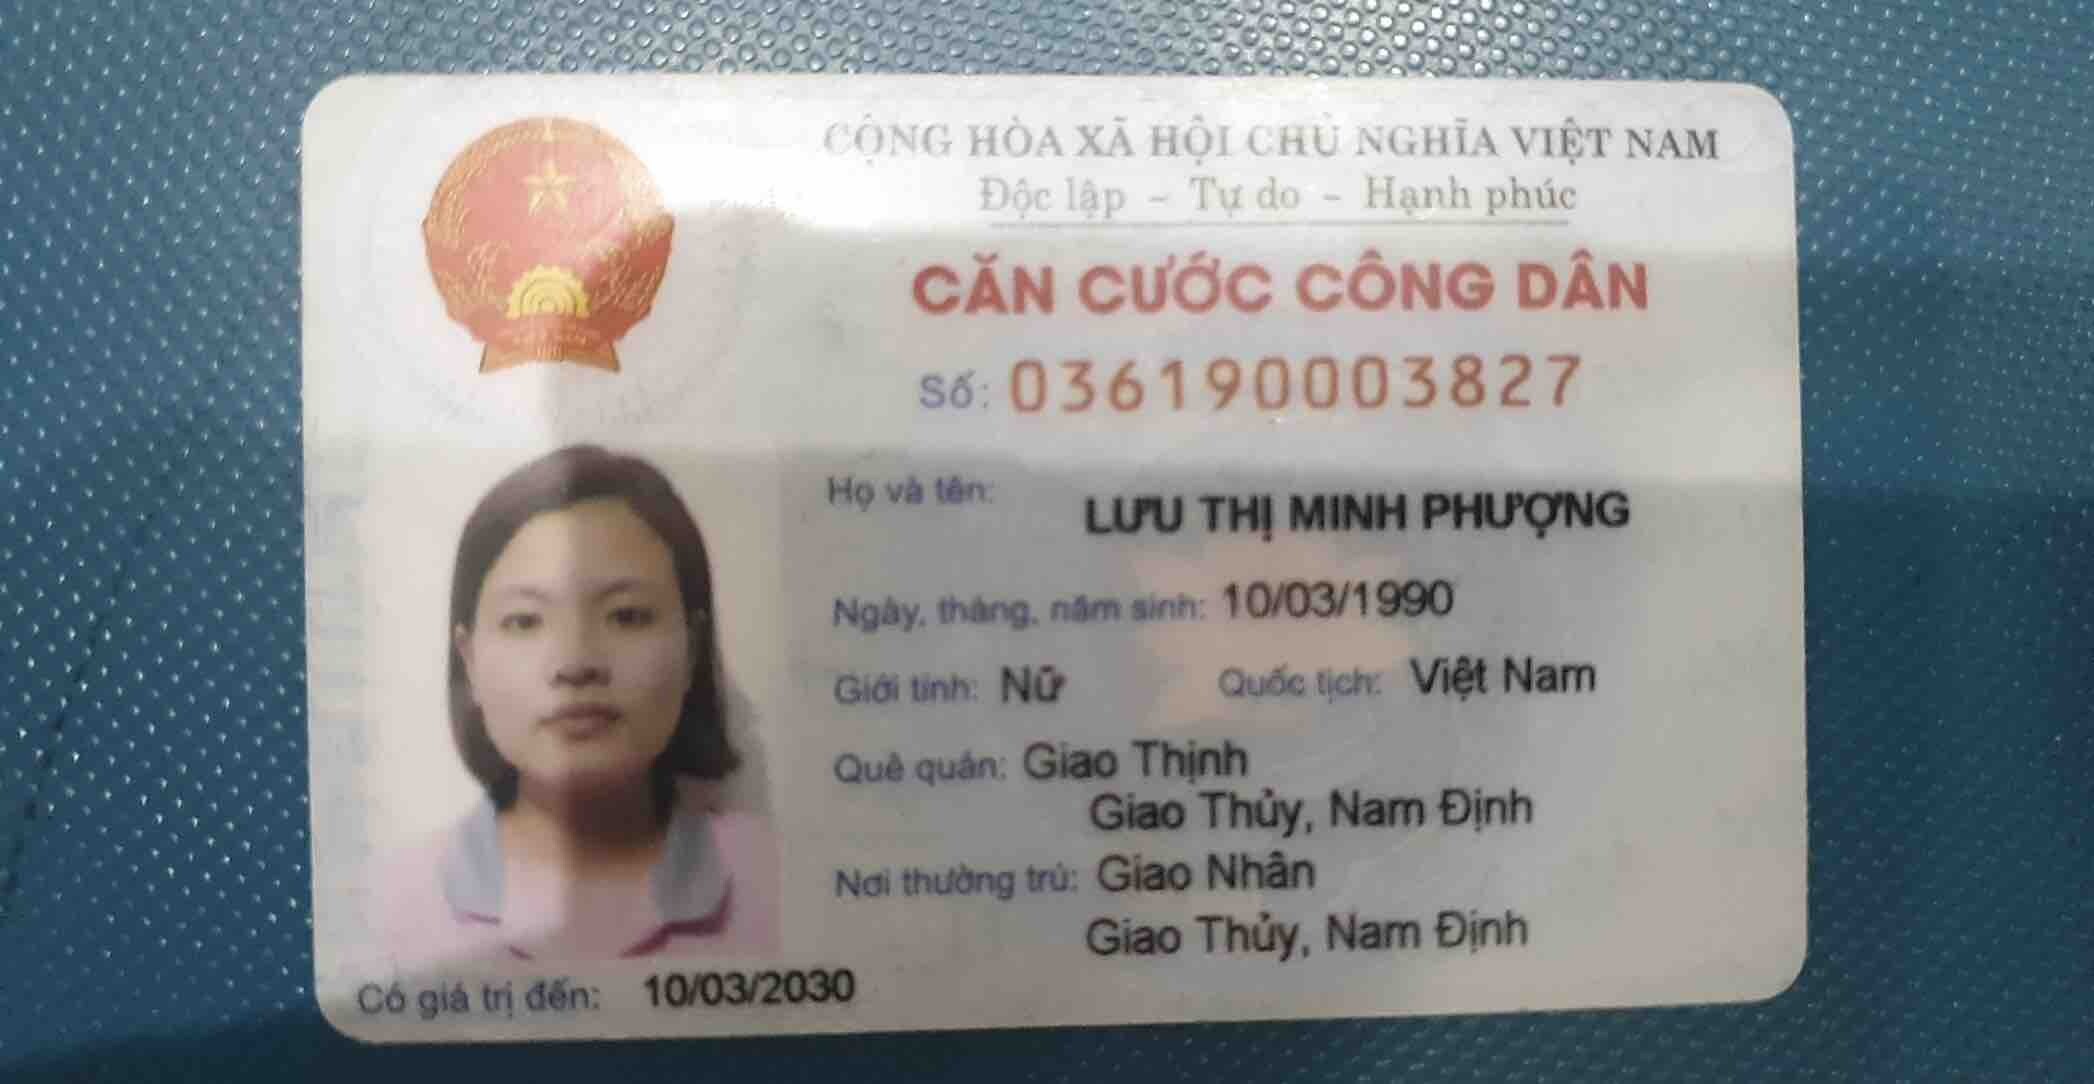 CỘNG HÒA XÃ HỘI CHỦ NGHĨA VIỆT NAM
Độc lập - Tự do - Hạnh phúc
CĂN CƯỚC CÔNG DÂN
Số: 036190003827
Họ và tên: LƯU THỊ MINH PHƯỢNG
Ngày, tháng, năm sinh: 10/03/1990
Giới tính: Nữ Quốc tịch: Việt Nam
Quê quán: Giao Thịnh
Giao Thủy, Nam Định
Nơi thường trú: Giao Nhân
Giao Thủy, Nam Định
Có giá trị đến: 10/03/2030